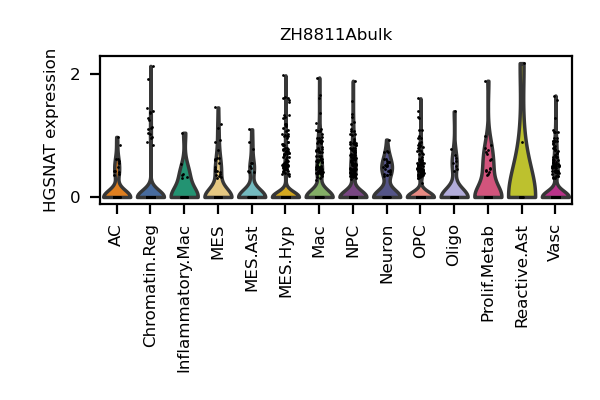 ZH8811Abulk
HGSNAT expression
2
0
AC
Chromatin.Reg
Inflammatory.Mac
MES
MES.Ast
MES.Hyp
Mac
NPC
Neuron
OPC
Oligo
Prolif.Metab
Reactive.Ast
Vasc